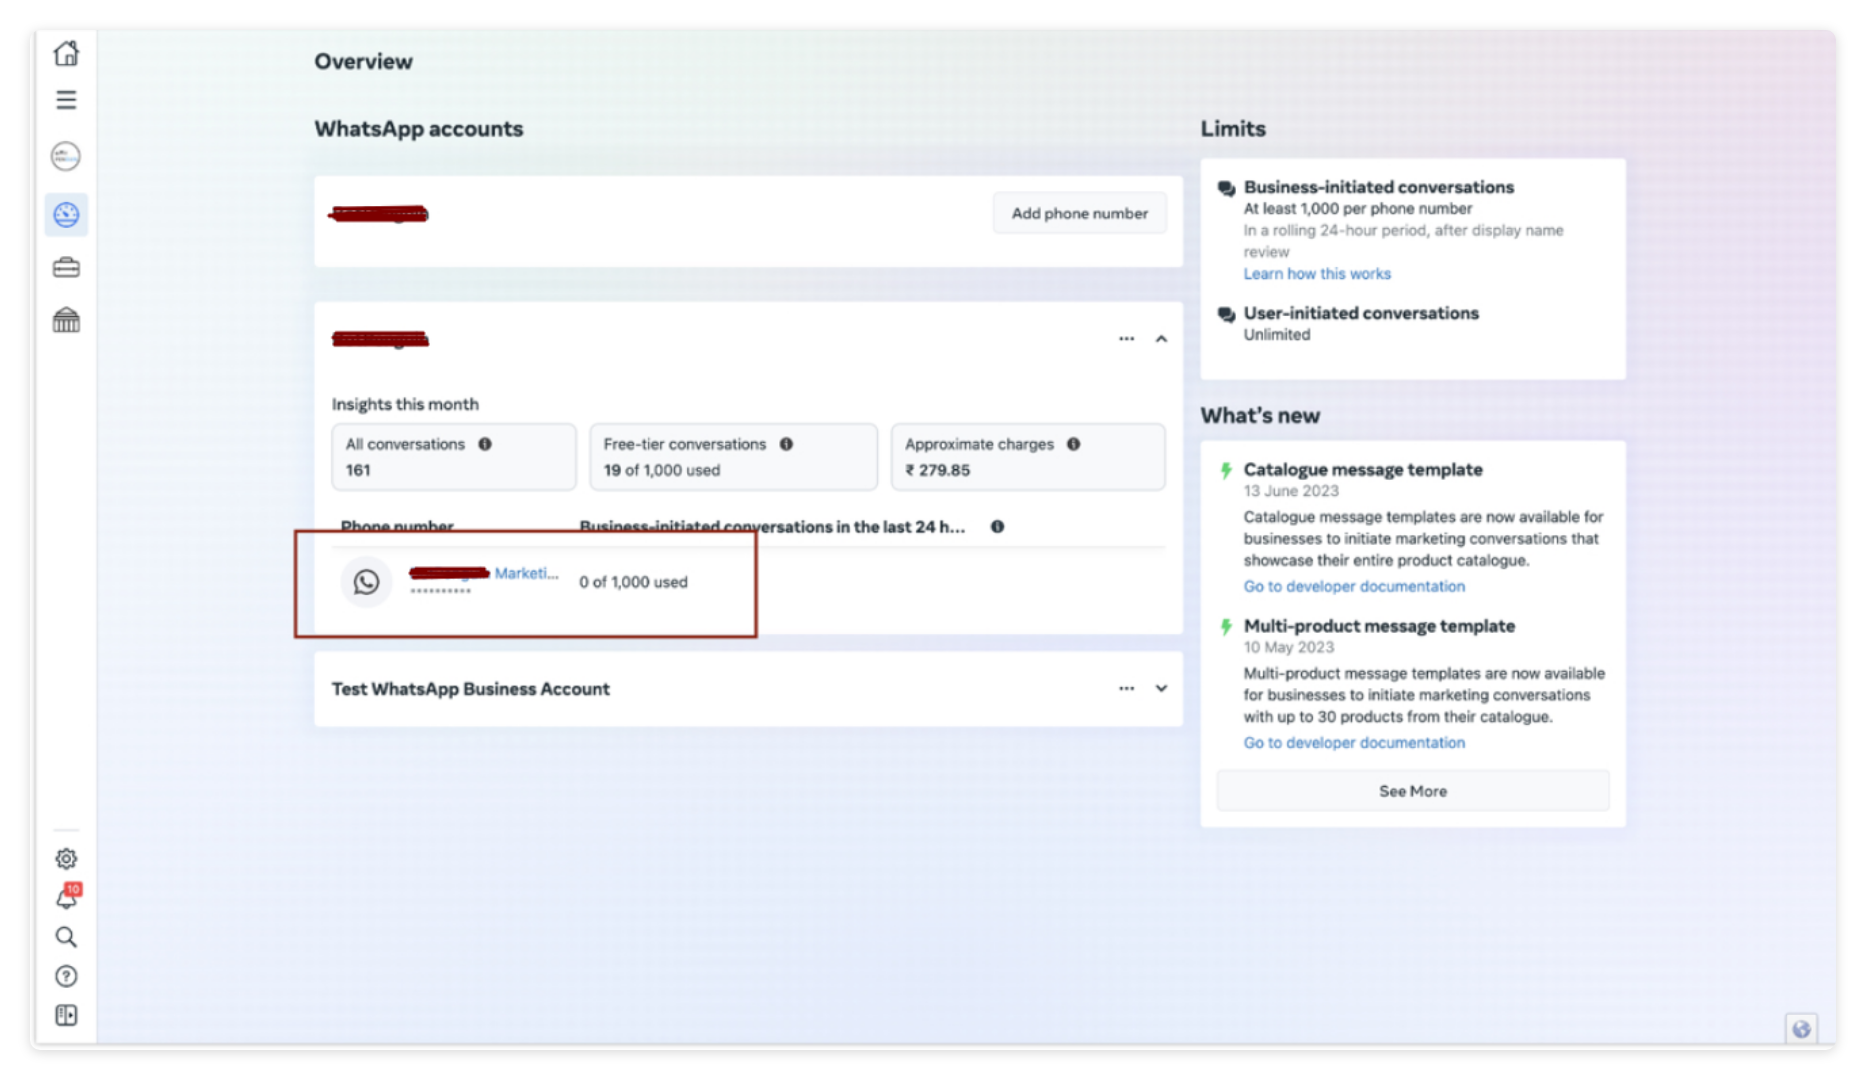 Overview
WhatsApp accounts
Add phone number
Insights this month
All conversations
161
Free-tier conversations
19 of 1,000 used
Approximate charges
₹ 279.85
Phone number
Business-initiated conversations in the last 24 h...
Marketi...
0 of 1,000 used
Test WhatsApp Business Account
Limits
Business-initiated conversations
At least 1,000 per phone number
In a rolling 24-hour period, after display name
review
Learn how this works
User-initiated conversations
Unlimited
What's new
Catalogue message template
13 June 2023
Catalogue message templates are now available for
businesses to initiate marketing conversations that
showcase their entire product catalogue.
Go to developer documentation
Multi-product message template
10 May 2023
Multi-product message templates are now available
for businesses to initiate marketing conversations
with up to 30 products from their catalogue.
Go to developer documentation
See More
10